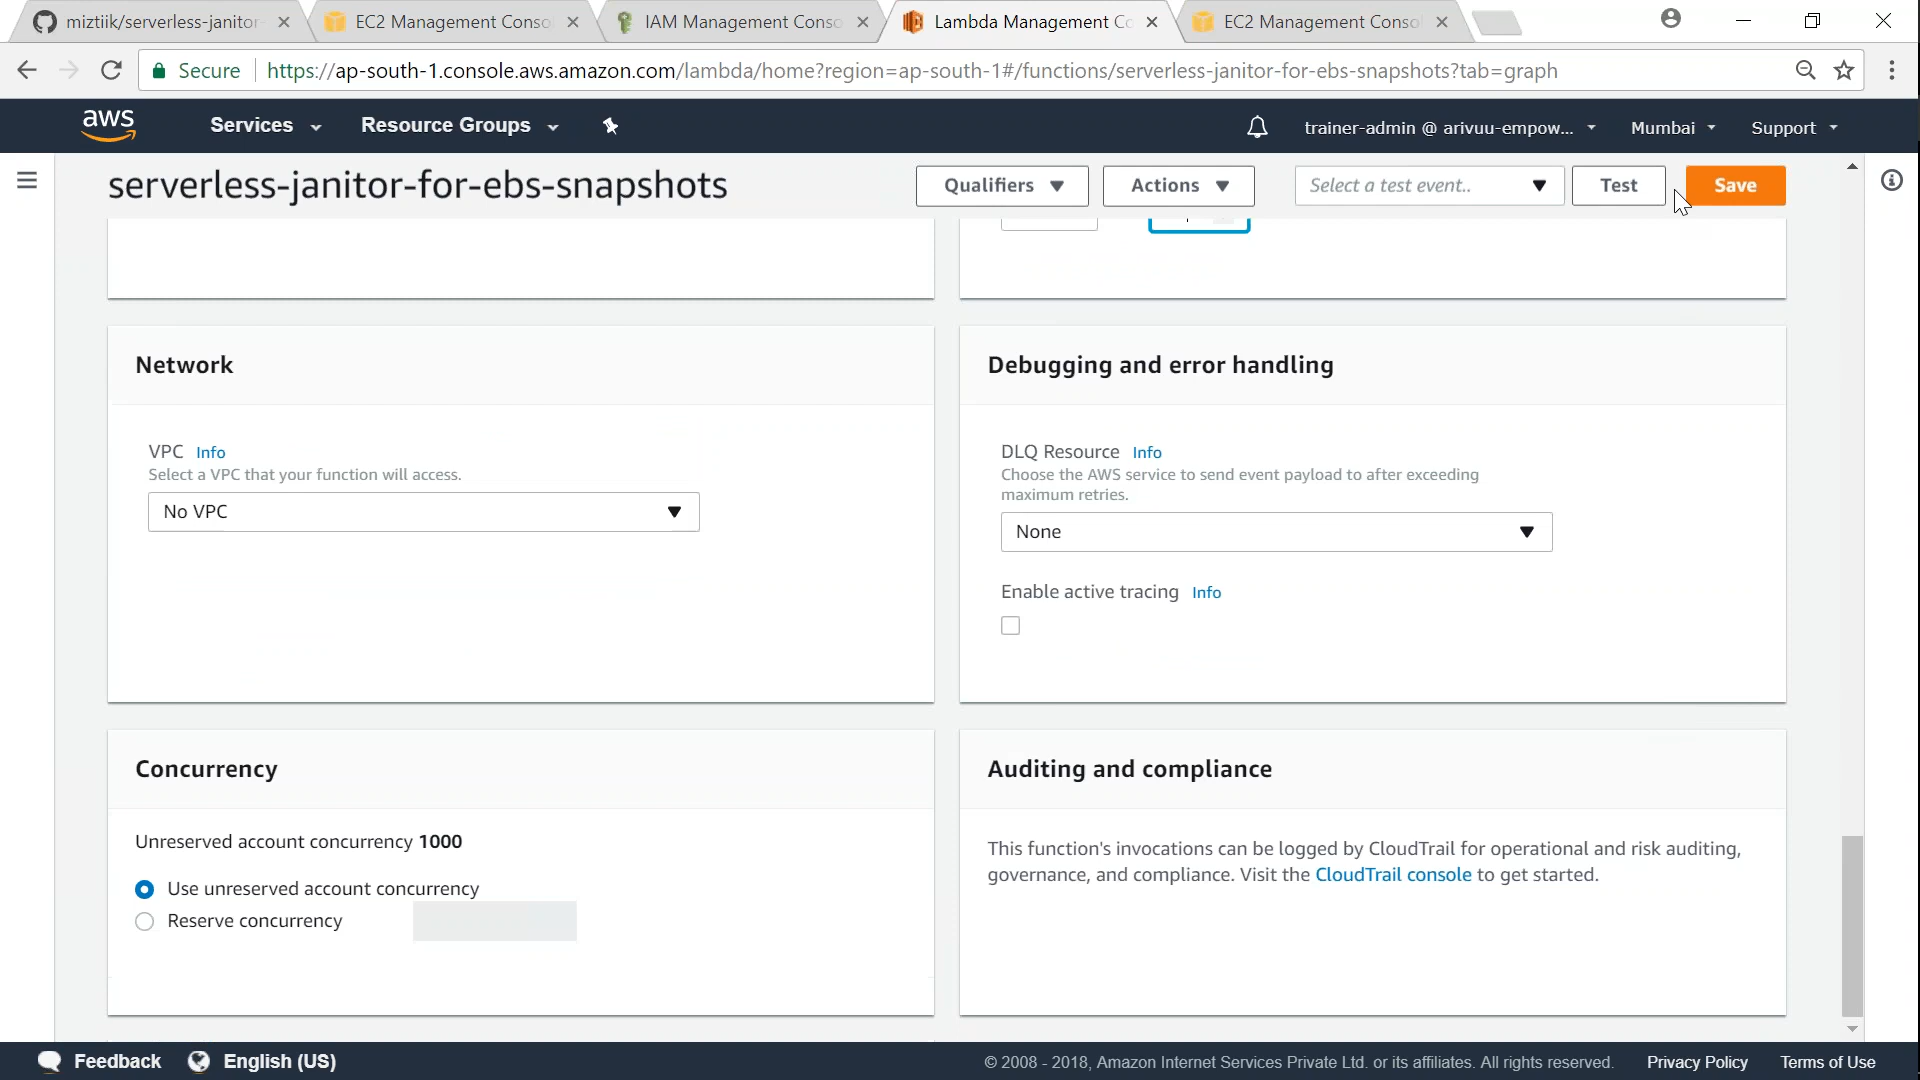 miztiik/serverless-janitor-
EC2 Management Conso
IAM Management Conso
Lambda Management Co
EC2 Management Conso
Secure
https://ap-south-1.console.aws.amazon.com/lambda/home?region=ap-south-1#/functions/serverless-janitor-for-ebs-snapshots?tab=graph
aws
Services
Resource Groups
trainer-admin @ arivuu-empow...
Mumbai
Support
serverless-janitor-for-ebs-snapshots
Qualifiers
Actions
Select a test event..
Test
Save
Network
VPC Info
Select a VPC that your function will access.
No VPC
Debugging and error handling
DLQ Resource Info
Choose the AWS service to send event payload to after exceeding
maximum retries.
None
Enable active tracing Info
Concurrency
Unreserved account concurrency 1000
Use unreserved account concurrency
Reserve concurrency
Auditing and compliance
This function's invocations can be logged by CloudTrail for operational and risk auditing,
governance, and compliance. Visit the CloudTrail console to get started.
Feedback
English (US)
© 2008 - 2018, Amazon Internet Services Private Ltd. or its affiliates. All rights reserved.
Privacy Policy
Terms of Use